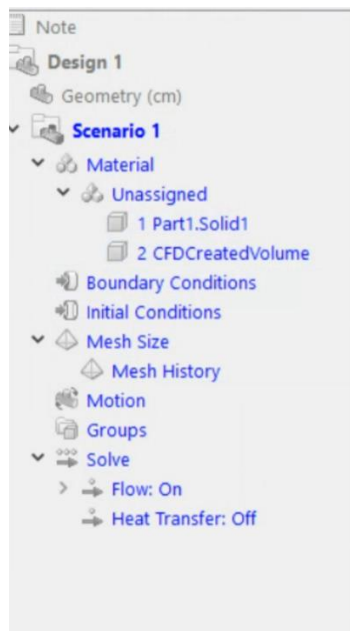 Note
Design 1
Geometry (cm)
Scenario 1
Material
Unassigned
1 Part1.Solid1
2 CFDCreatedVolume
Boundary Conditions
Initial Conditions
Mesh Size
Mesh History
Motion
Groups
Solve
Flow: On
Heat Transfer: Off